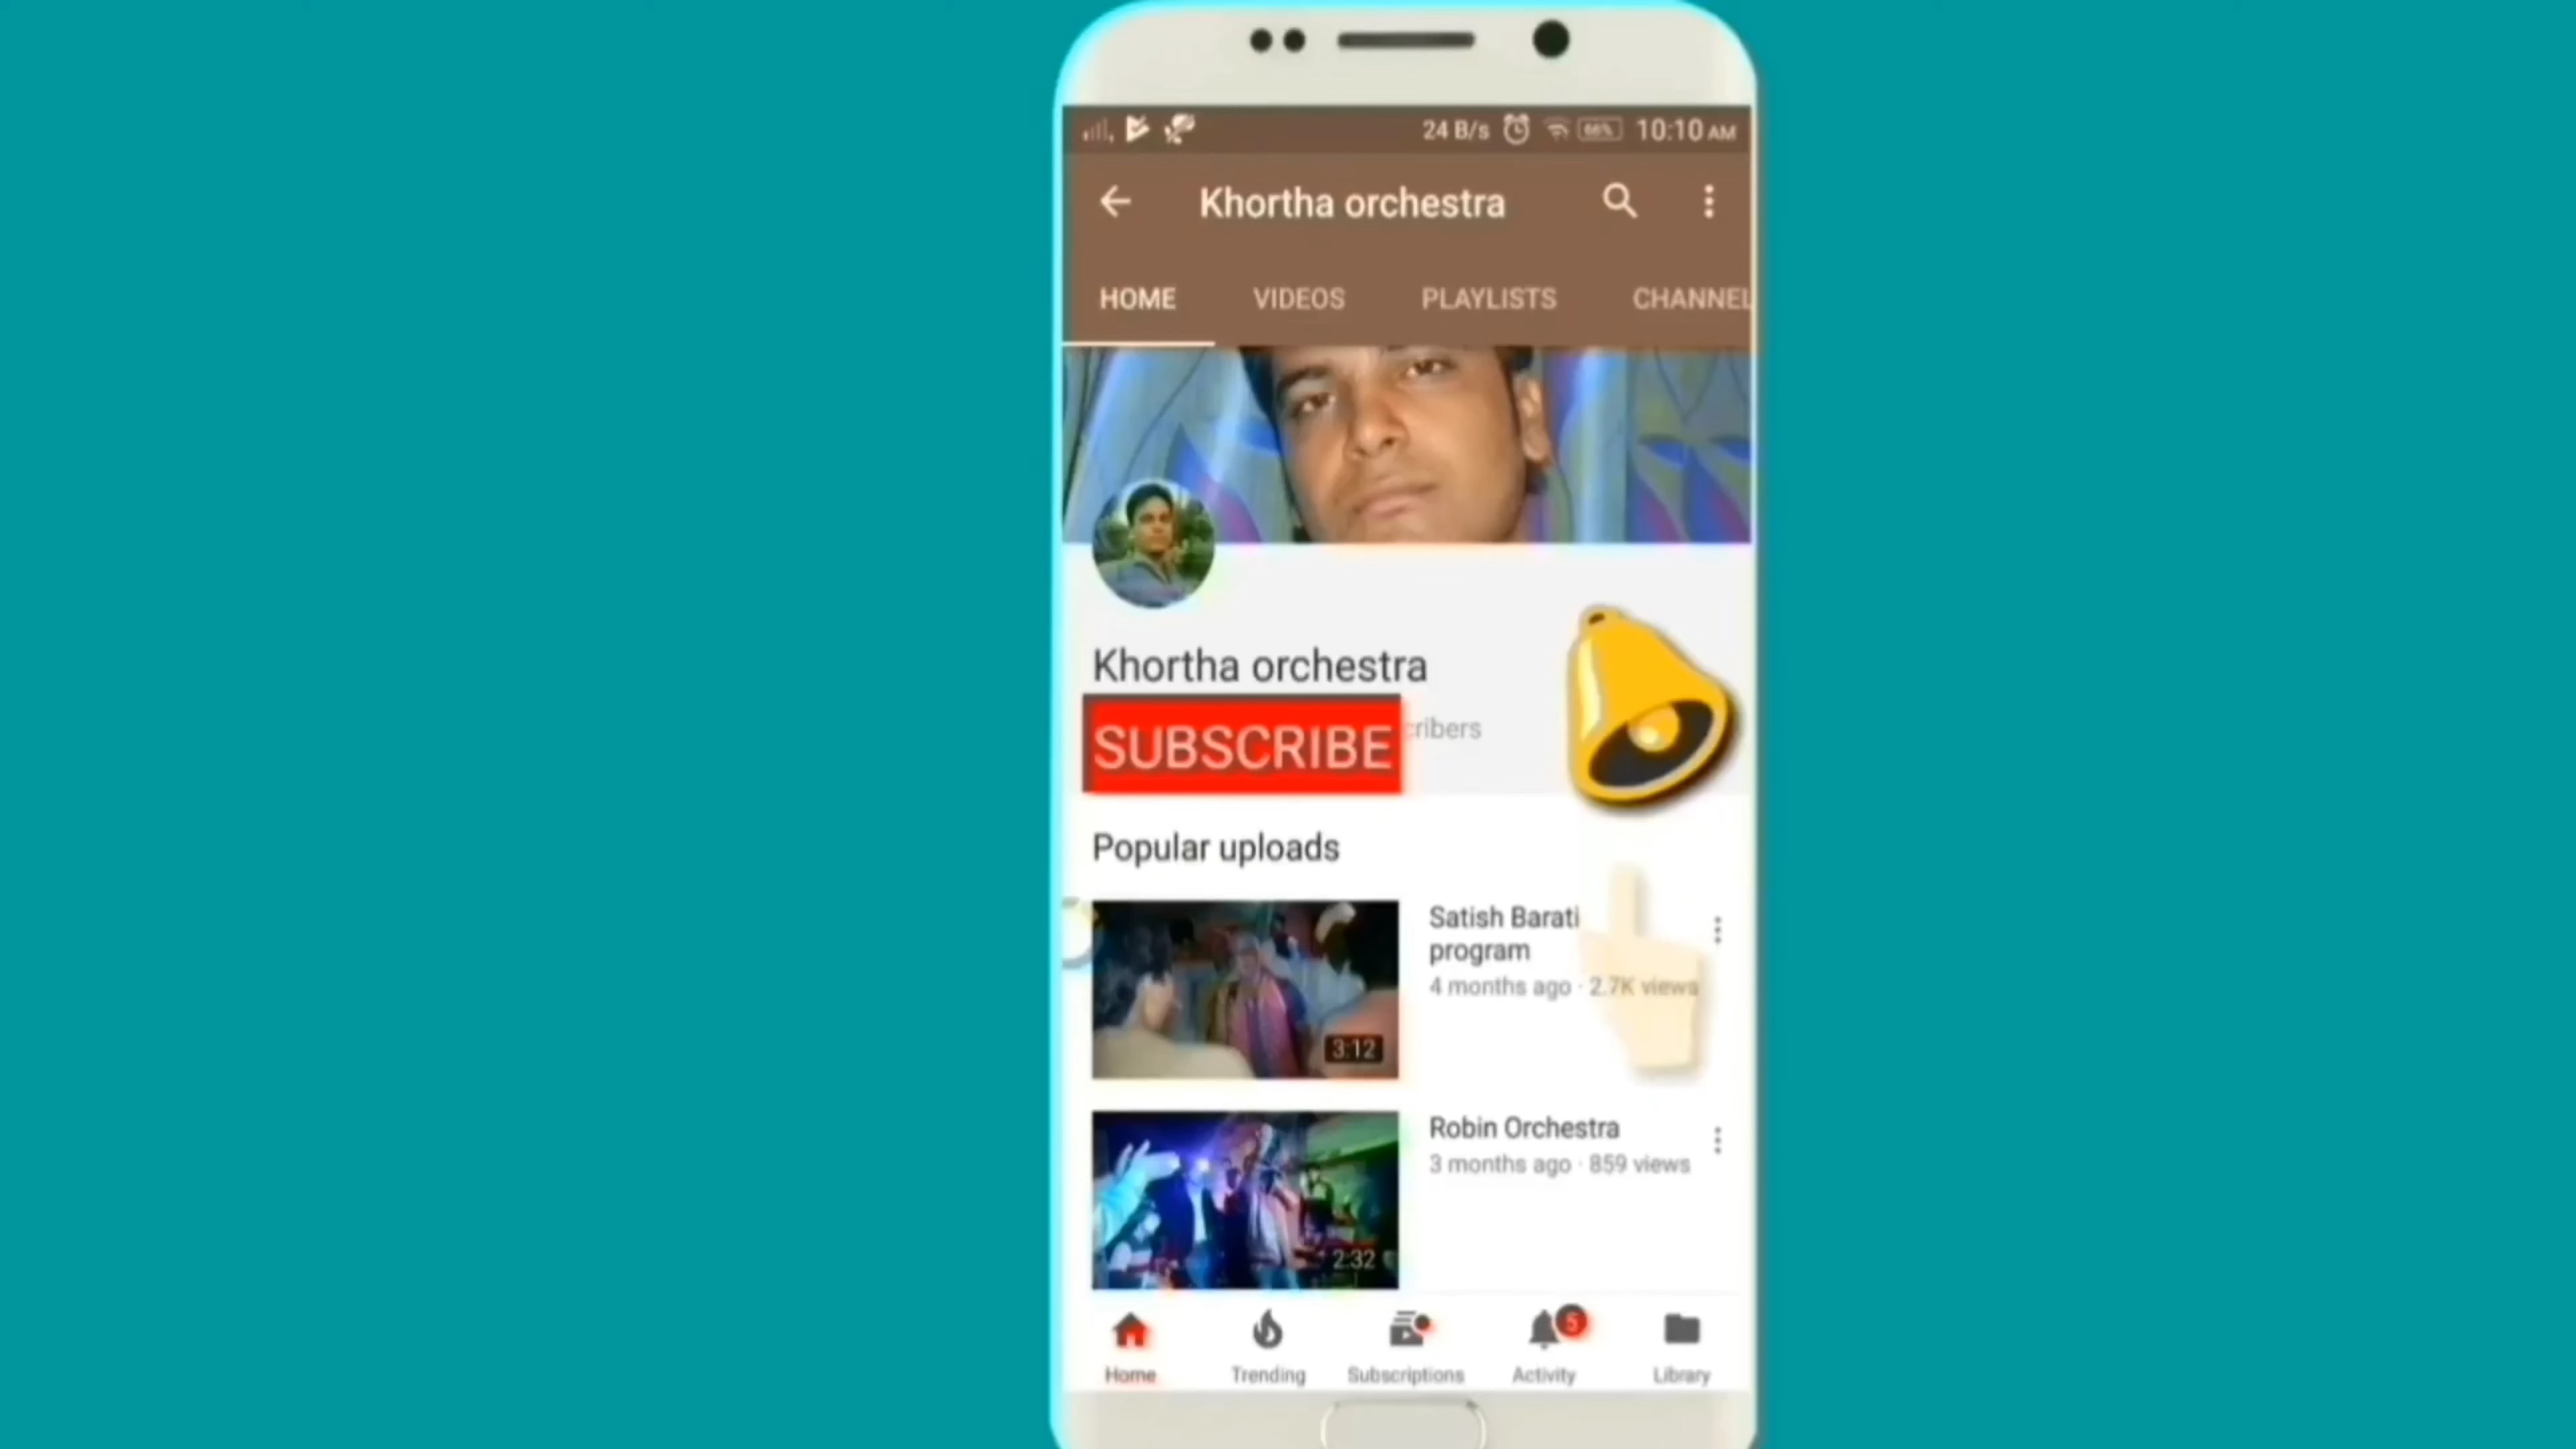 24 B/s 66% 10:10 AM
Khortha orchestra
HOME VIDEOS PLAYLISTS CHANNEL
Khortha orchestra
SUBSCRIBE cribers
Popular uploads
Satish Barati
program
4 months ago · 2.7K views
3:12
Robin Orchestra
3 months ago · 859 views
2:32
5
Home Trending Subscriptions Activity Library